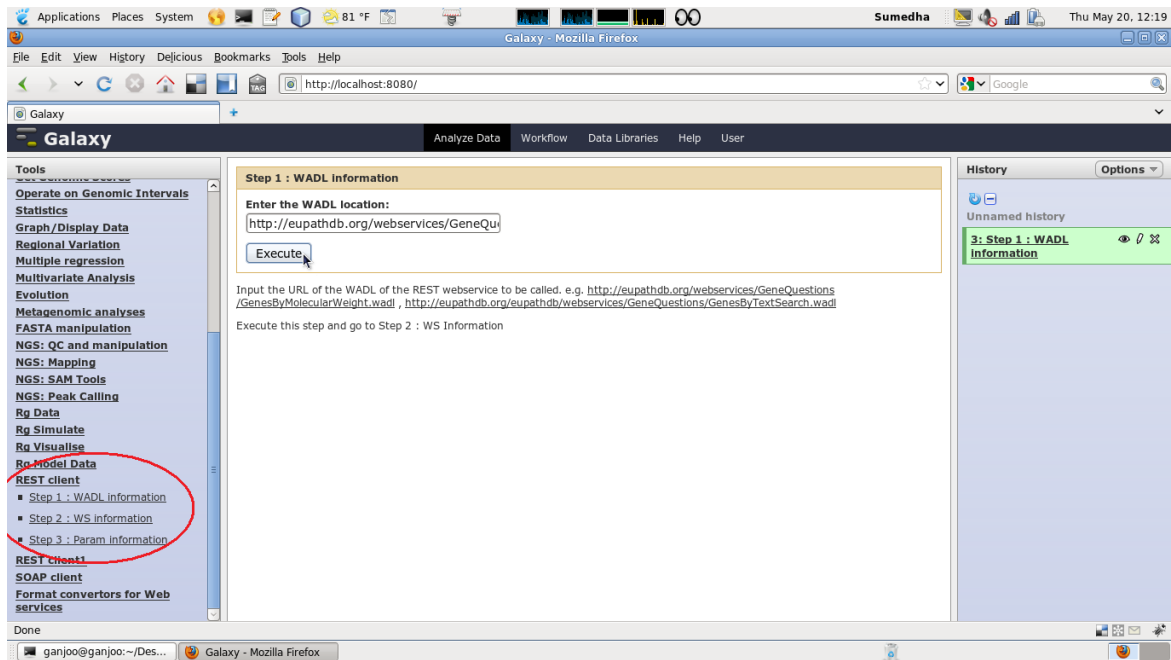 Applications Places System 81 °F Sumedha Thu May 20, 12:19
Galaxy - Mozilla Firefox
File Edit View History Delicious Bookmarks Tools Help
TAG http://localhost:8080/ Google
Galaxy
Galaxy Analyze Data Workflow Data Libraries Help User
Tools
Operate on Genomic Intervals
Statistics
Graph/Display Data
Regional Variation
Multiple regression
Multivariate Analysis
Evolution
Metagenomic analyses
FASTA manipulation
NGS: QC and manipulation
NGS: Mapping
NGS: SAM Tools
NGS: Peak Calling
Rg Data
Rg Simulate
Rg Visualise
Rg Model Data
REST client
Step 1 : WADL information
Step 2 : WS information
Step 3 : Param information
REST client1
SOAP client
Format convertors for Web
services
Step 1 : WADL information
Enter the WADL location:
http://eupathdb.org/webservices/GeneQu
Execute
Input the URL of the WADL of the REST webservice to be called. e.g. http://eupathdb.org/webservices/GeneQuestions
/GenesByMolecularWeight.wadl , http://eupathdb.org/eupathdb/webservices/GeneQuestions/GenesByTextSearch.wadl
Execute this step and go to Step 2 : WS Information
History Options
Unnamed history
3: Step 1 : WADL
information
Done
ganjoo@ganjoo:~/Des... Galaxy - Mozilla Firefox